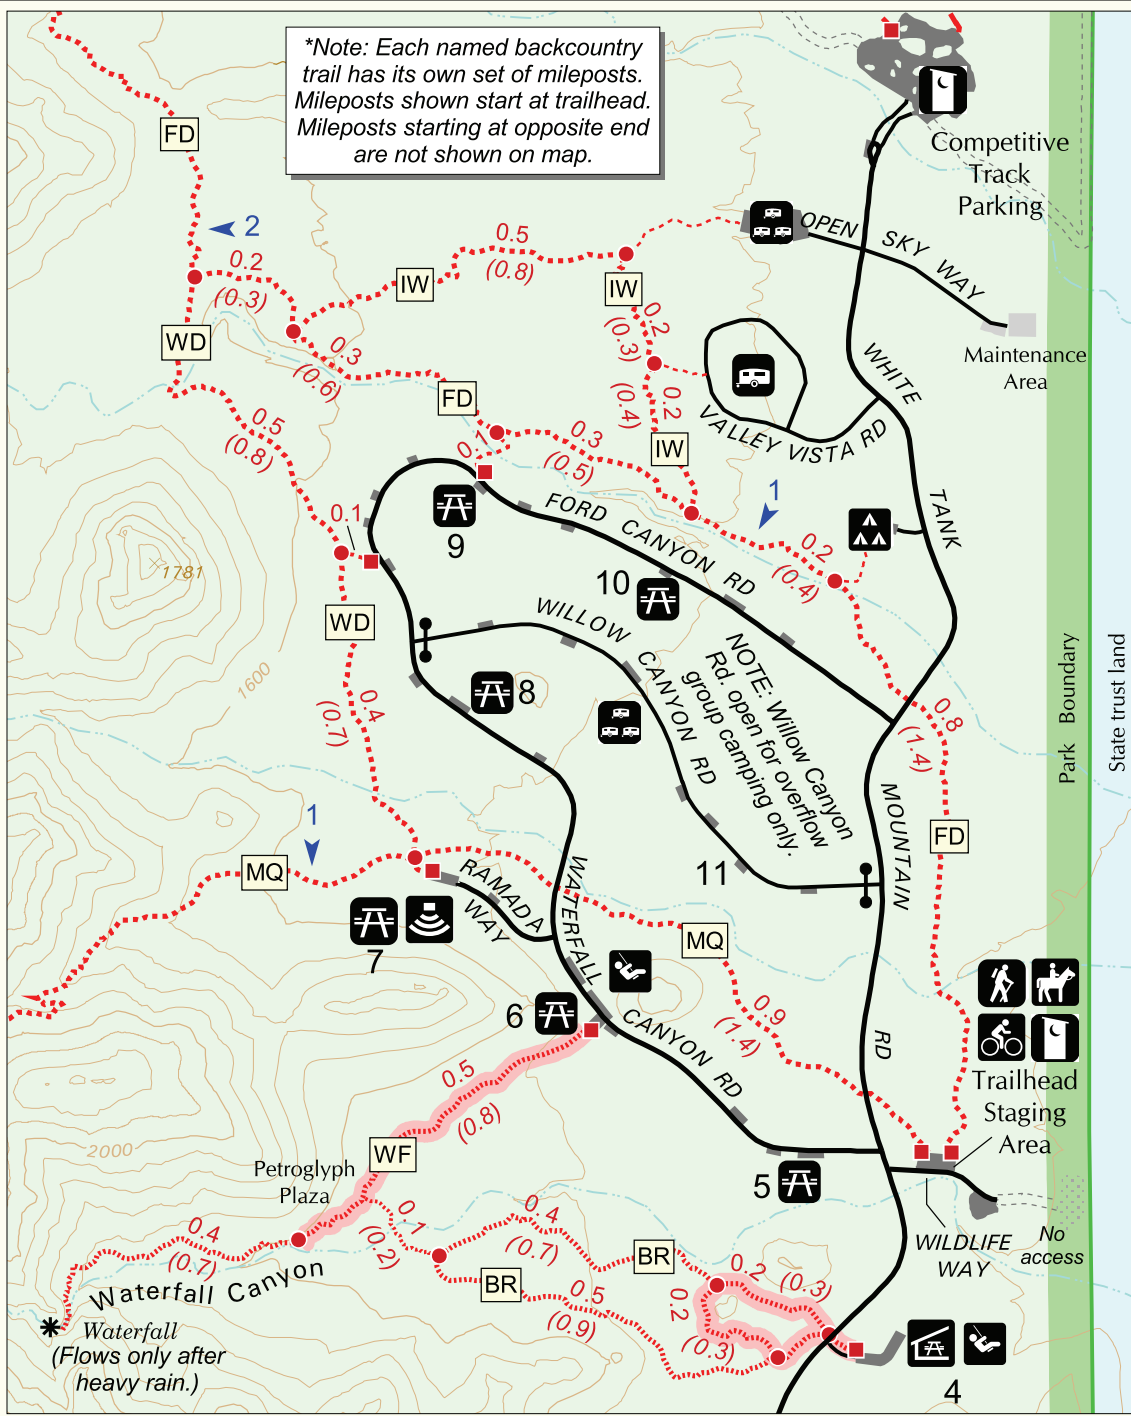 *Note: Each named backcountry
trail has its own set of mileposts.
Mileposts shown start at trailhead.
Mileposts starting at opposite end
are not shown on map.
Competitive
Track
Parking
FD
2
OPEN SKY WAY
0.5
(0.8)
0.2
(0.3)
IW
IW
WD
0.2
(0.3)
0.3
(0.6)
Maintenance
Area
WHITE
TANK
MOUNTAIN
RD
FD
0.2
(0.4)
VALLEY VISTA RD
0.5
(0.8)
0.1
0.3
(0.5)
IW
1
FORD CANYON RD
0.1
9
0.2
(0.4)
1781
10
WD
WILLOW
CANYON RD
NOTE: Willow Canyon
Rd. open for overflow
group camping only.
Park Boundary
State trust land
1600
8
0.4
(0.7)
0.8
(1.4)
1
FD
MQ
RAMADA
WAY
WATERFALL
CANYON RD
11
7
MQ
6
0.9
(1.4)
0.5
(0.8)
Trailhead
Staging
Area
2000
WF
Petroglyph
Plaza
5
0.4
(0.7)
0.1
(0.2)
0.4
(0.7)
BR
WILDLIFE
WAY
No
access
Waterfall Canyon
BR
0.5
(0.9)
0.2 (0.3)
0.2
(0.3)
Waterfall
(Flows only after
heavy rain.)
4